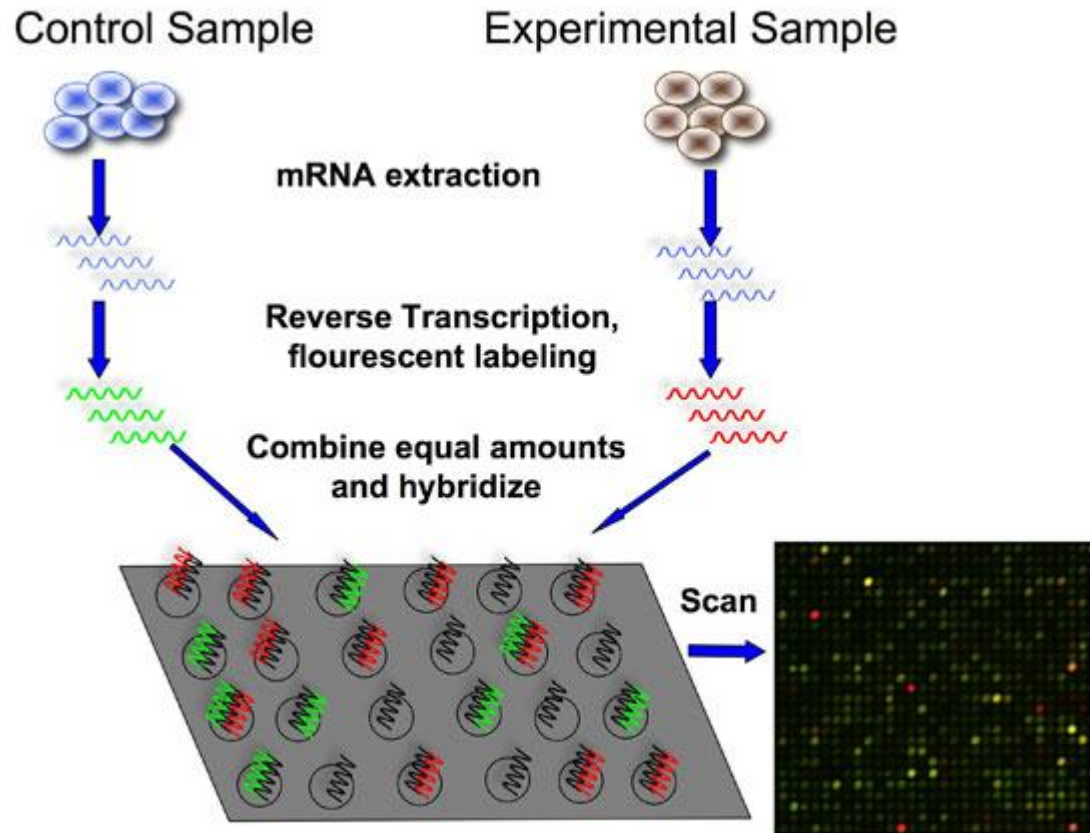 Control Sample
Experimental Sample
mRNA extraction
Reverse Transcription,
flourescent labeling
Combine equal amounts
and hybridize
Scan